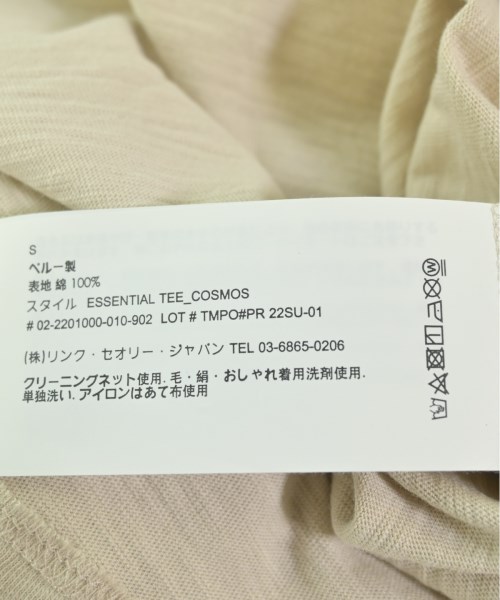 S
ペルー製
表地 綿 100%
スタイル ESSENTIAL TEE_COSMOS
# 02-2201000-010-902 LOT # TMPO#PR 22SU-01
(株)リンク・セオリー・ジャパン TEL 03-6865-0206
クリーニングネット使用. 毛・絹・おしゃれ着用洗剤使用.
単独洗い. アイロンはあて布使用